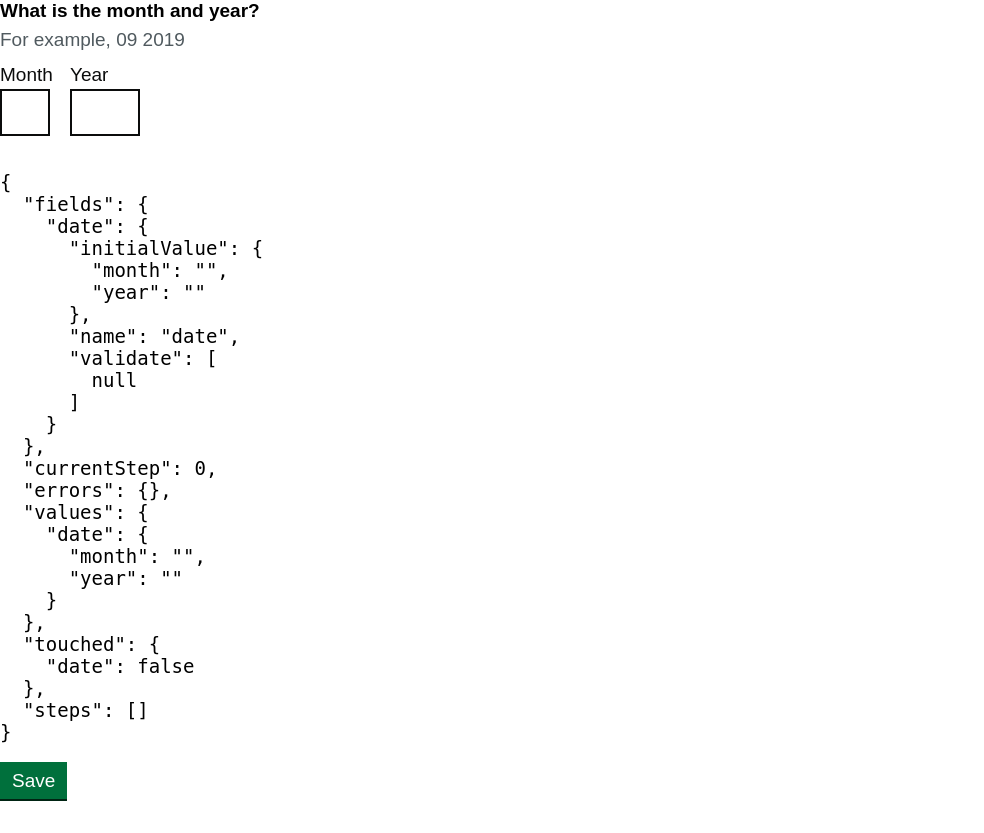 What is the month and year?
For example, 09 2019
Month Year
{
  "fields": {
    "date": {
      "initialValue": {
        "month": "",
        "year": ""
      },
      "name": "date",
      "validate": [
        null
      ]
    }
  },
  "currentStep": 0,
  "errors": {},
  "values": {
    "date": {
      "month": "",
      "year": ""
    }
  },
  "touched": {
    "date": false
  },
  "steps": []
}
Save